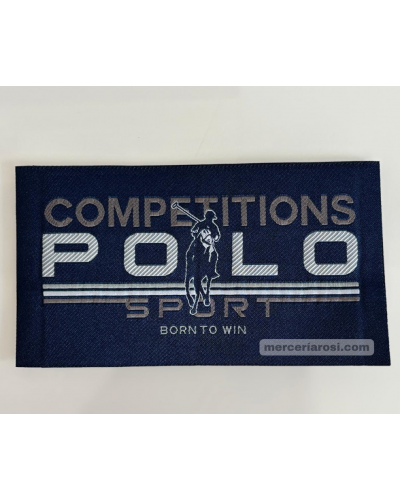 COMPETITIONS
POLO
SPORT
BORN TO WIN
merceriarosi.com